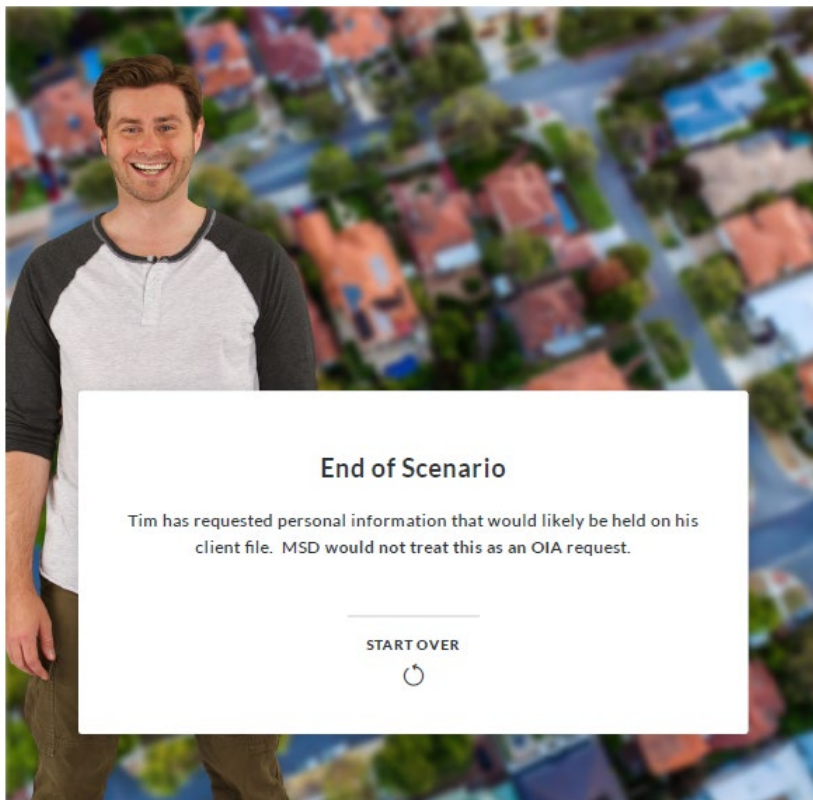 End of Scenario
Tim has requested personal information that would likely be held on his
client file.  MSD would not treat this as an OIA request.
START OVER